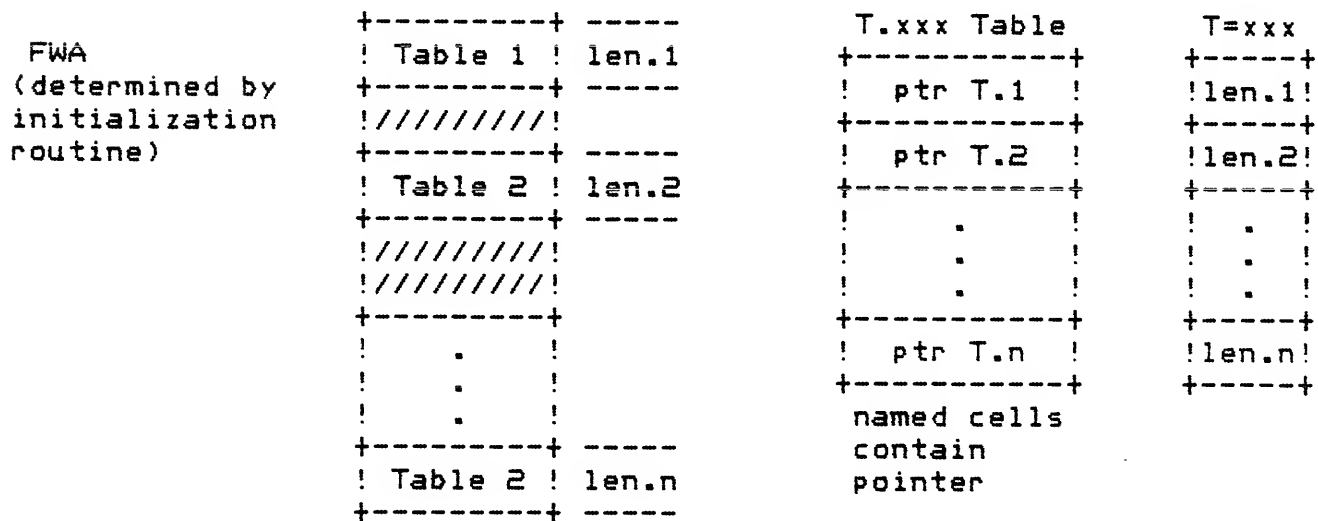 +---------+ -----          T.xxx Table       T=xxx
 FWA                   ! Table 1 ! len.1         +-----------+     +-----+
(determined by         +---------+ -----         !  ptr T.1  !     !len.1!
initialization         !/////////!               +-----------+     +-----+
routine)               +---------+ -----         !  ptr T.2  !     !len.2!
                       ! Table 2 ! len.2         +-----------+     +-----+
                       +---------+ -----         !     .     !     !  .  !
                       !/////////!               !     .     !     !  .  !
                       !/////////!               !     .     !     !  .  !
                       +---------+               +-----------+     +-----+
                       !    .    !               !  ptr T.n  !     !len.n!
                       !    .    !               +-----------+     +-----+
                       !    .    !                named cells
                       +---------+ -----          contain
                       ! Table 2 ! len.n          pointer
                       +---------+ -----